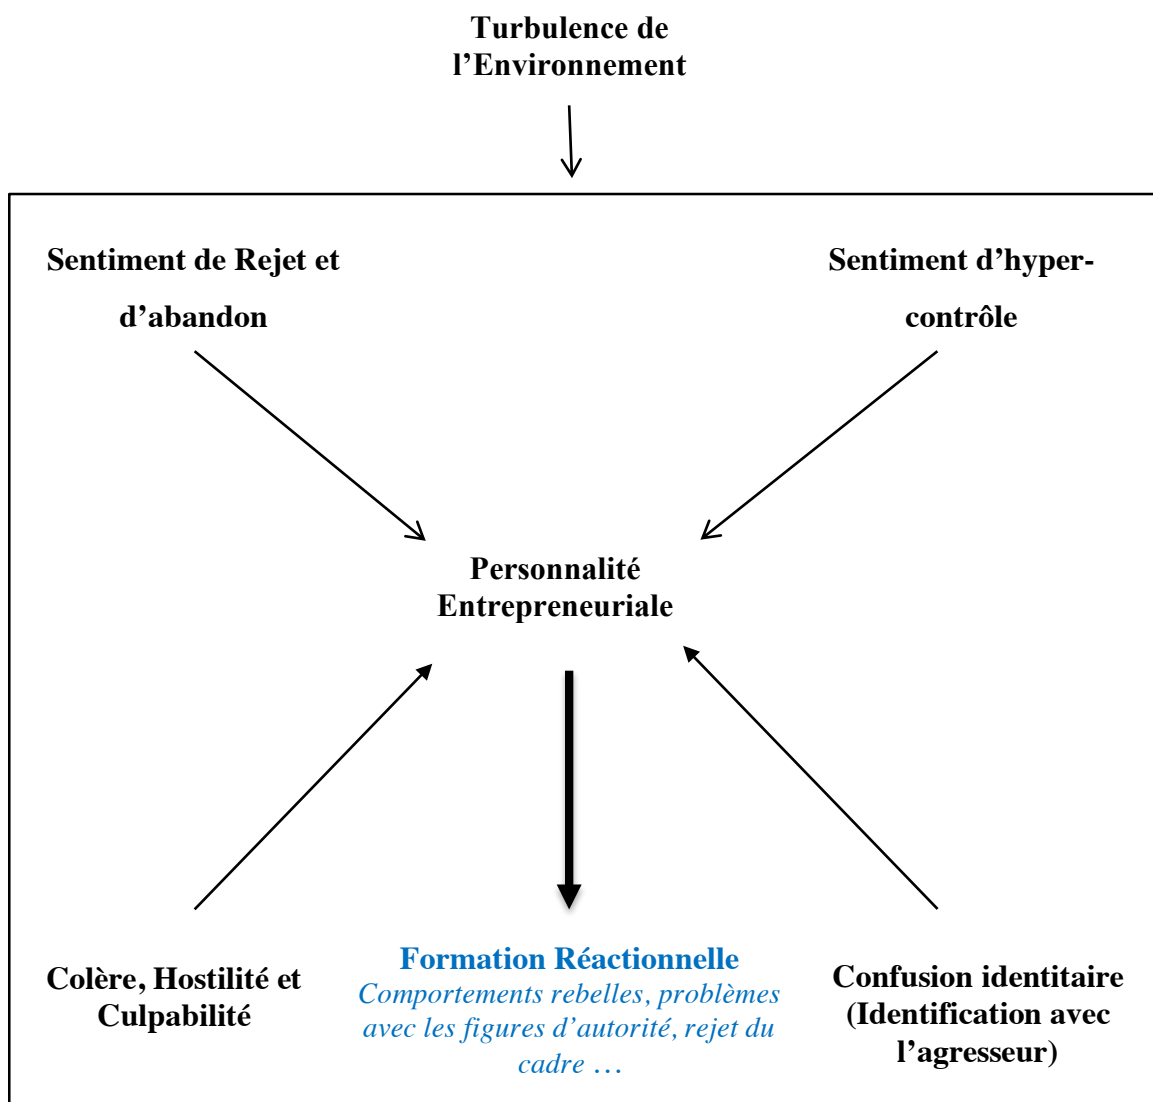 Turbulence de
l’Environnement
Sentiment de Rejet et
d’abandon
Sentiment d’hyper-
contrôle
Personnalité
Entrepreneuriale
Colère, Hostilité et
Culpabilité
Formation Réactionnelle
Comportements rebelles, problèmes
avec les figures d’autorité, rejet du
cadre …
Confusion identitaire
(Identification avec
l’agresseur)